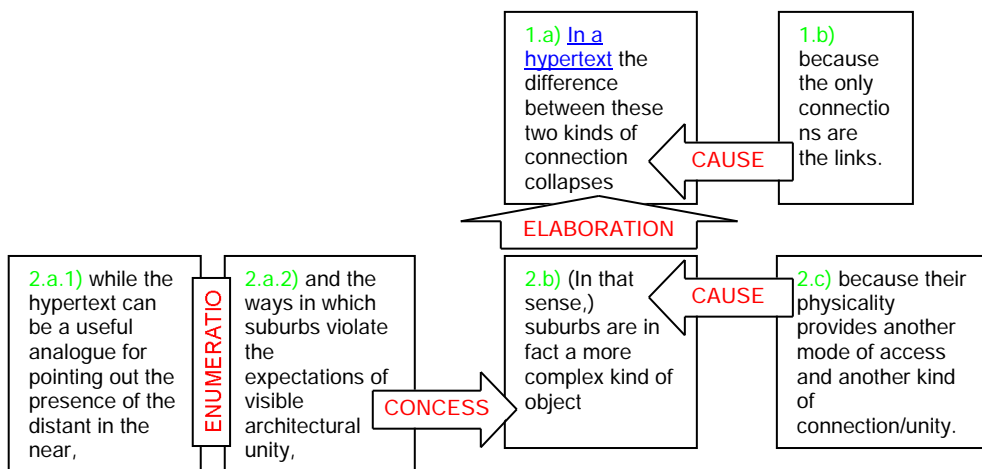 1.a) In a
hypertext the
difference
between these
two kinds of
connection
collapses
1.b)
because
the only
connectio
ns are
the links.
CAUSE
ELABORATION
2.a.1) while the
hypertext can
be a useful
analogue for
pointing out the
presence of the
distant in the
near,
ENUMERATIO
2.a.2) and the
ways in which
suburbs violate
the
expectations of
visible
architectural
unity,
CONCESS
2.b) (In that
sense,)
suburbs are in
fact a more
complex kind of
object
CAUSE
2.c) because their
physicality
provides another
mode of access
and another kind
of
connection/unity.